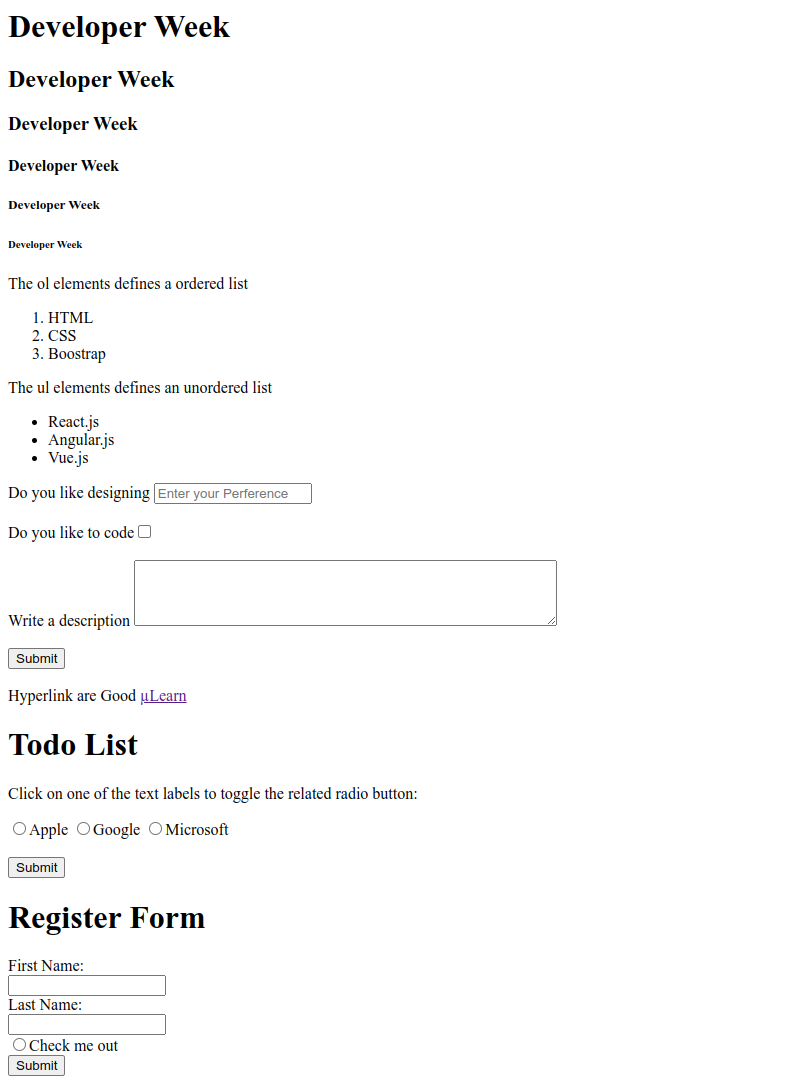 Developer Week
Developer Week
Developer Week
Developer Week
Developer Week
Developer Week
The ol elements defines a ordered list
1. HTML
2. CSS
3. Boostrap
The ul elements defines an unordered list
• React.js
• Angular.js
• Vue.js
Do you like designing Enter your Perference
Do you like to code
Write a description
Submit
Hyperlink are Good µLearn
Todo List
Click on one of the text labels to toggle the related radio button:
Apple Google Microsoft
Submit
Register Form
First Name:
Last Name:
Check me out
Submit